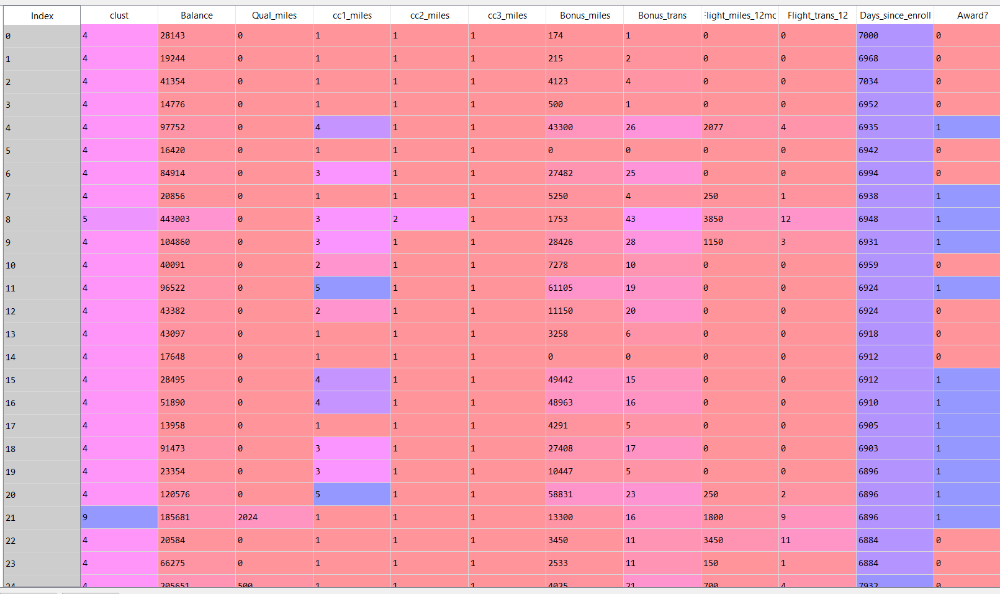 Index clust Balance Qual_miles cc1_miles cc2_miles cc3_miles Bonus_miles Bonus_trans Flight_miles_12mo Flight_trans_12 Days_since_enroll Award?
0 4 28143 0 1 1 1 174 1 0 0 7000 0
1 4 19244 0 1 1 1 215 2 0 0 6968 0
2 4 41354 0 1 1 1 4123 4 0 0 7034 0
3 4 14776 0 1 1 1 500 1 0 0 6952 0
4 4 97752 0 4 1 1 43300 26 2077 4 6935 1
5 4 16420 0 1 1 1 0 0 0 0 6942 0
6 4 84914 0 3 1 1 27482 25 0 0 6994 0
7 4 20856 0 1 1 1 5250 4 250 1 6938 1
8 5 443003 0 3 2 1 1753 43 3850 12 6948 1
9 4 104860 0 3 1 1 28426 28 1150 3 6931 1
10 4 40091 0 2 1 1 7278 10 0 0 6959 0
11 4 96522 0 5 1 1 61105 19 0 0 6924 1
12 4 43382 0 2 1 1 11150 20 0 0 6924 0
13 4 43097 0 1 1 1 3258 6 0 0 6918 0
14 4 17648 0 1 1 1 0 0 0 0 6912 0
15 4 28495 0 4 1 1 49442 15 0 0 6912 1
16 4 51890 0 4 1 1 48963 16 0 0 6910 1
17 4 13958 0 1 1 1 4291 5 0 0 6905 1
18 4 91473 0 3 1 1 27408 17 0 0 6903 1
19 4 23354 0 3 1 1 10447 5 0 0 6896 1
20 4 120576 0 5 1 1 58831 23 250 2 6896 1
21 9 185681 2024 1 1 1 13300 16 1800 9 6896 1
22 4 20584 0 1 1 1 3450 11 3450 11 6884 0
23 4 66275 0 1 1 1 2533 11 150 1 6884 0
24 4 205651 500 1 1 1 4025 21 700 4 7932 0